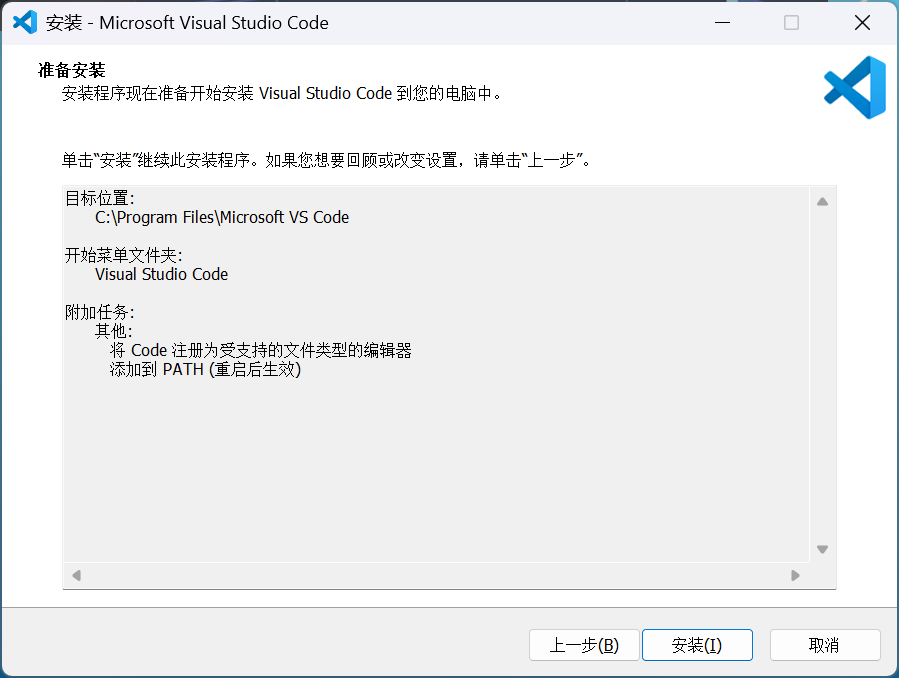 安装 - Microsoft Visual Studio Code
准备安装
安装程序现在准备开始安装 Visual Studio Code 到您的电脑中。
单击“安装”继续此安装程序。如果您想要回顾或改变设置，请单击“上一步”。
目标位置:
C:\Program Files\Microsoft VS Code
开始菜单文件夹:
Visual Studio Code
附加任务:
其他:
将 Code 注册为受支持的文件类型的编辑器
添加到 PATH (重启后生效)
上一步(B) 安装(I) 取消